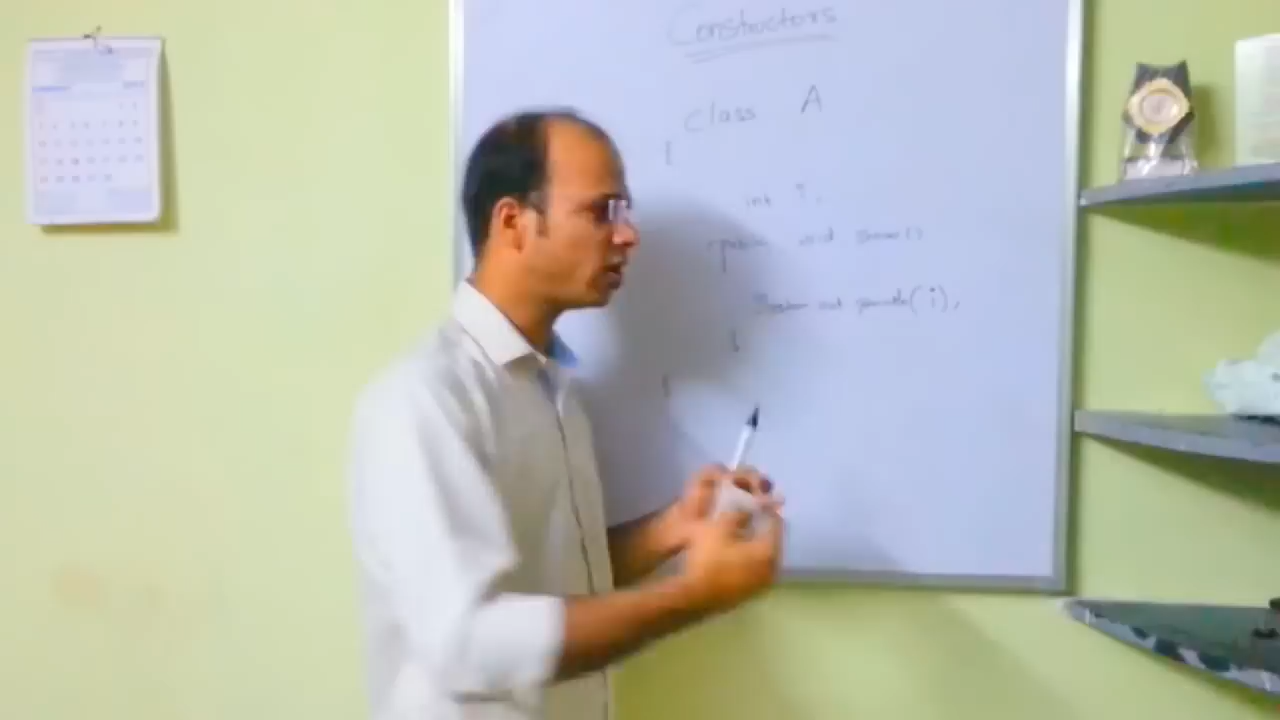 Constructors
class A
{
int i;
public void show()
{
System.out.println(i);
}
}